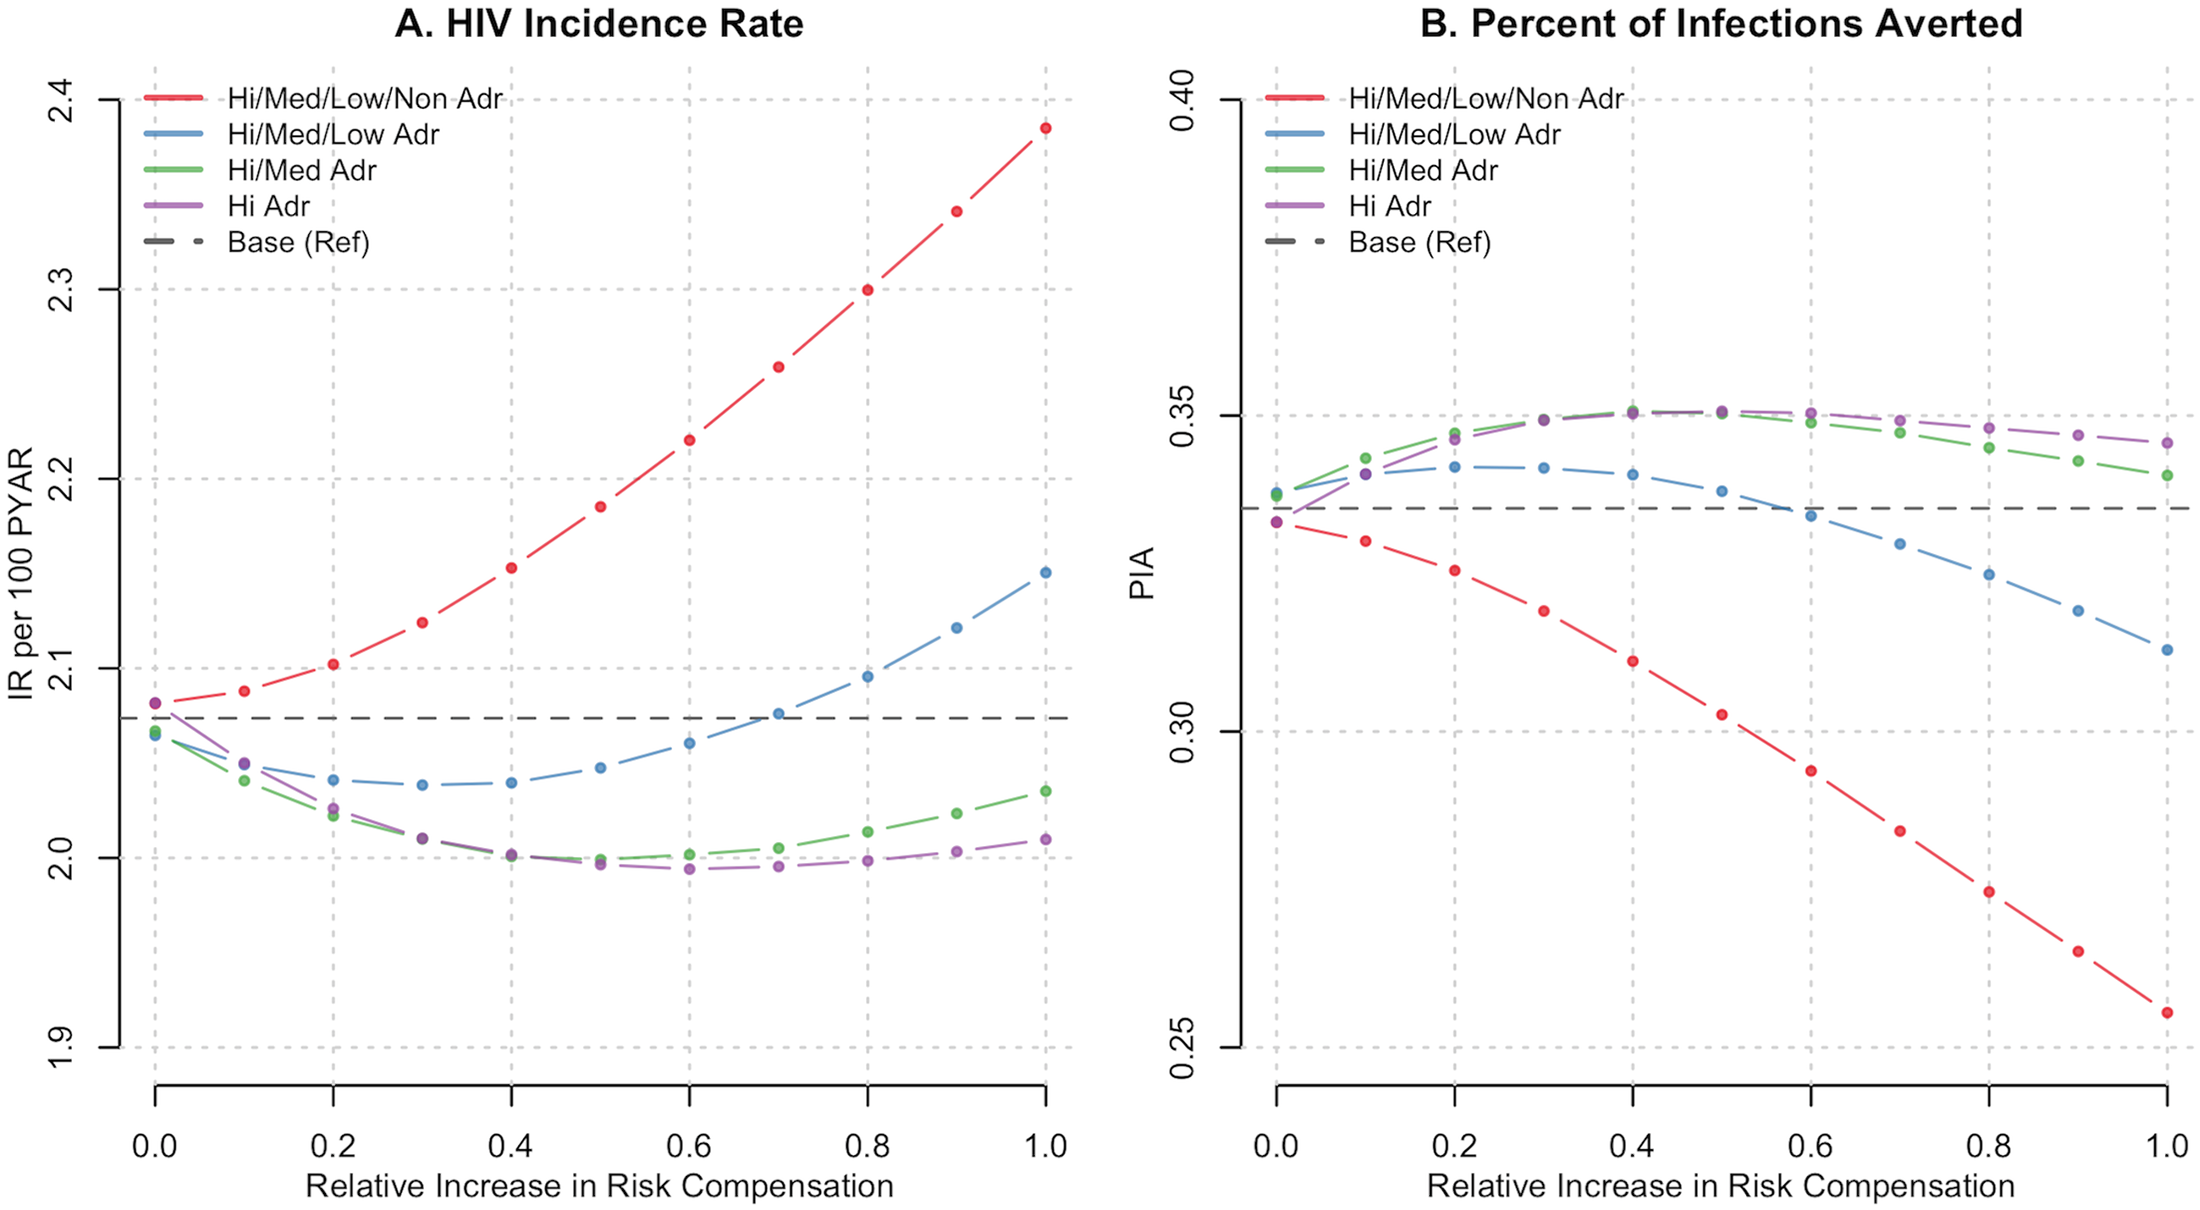 A. HIV Incidence Rate
IR per 100 PYAR
2.4
2.3
2.2
2.1
2.0
1.9
Hi/Med/Low/Non Adr
Hi/Med/Low Adr
Hi/Med Adr
Hi Adr
Base (Ref)
0.0 0.2 0.4 0.6 0.8 1.0
Relative Increase in Risk Compensation
B. Percent of Infections Averted
PIA
0.40
0.35
0.30
0.25
Hi/Med/Low/Non Adr
Hi/Med/Low Adr
Hi/Med Adr
Hi Adr
Base (Ref)
0.0 0.2 0.4 0.6 0.8 1.0
Relative Increase in Risk Compensation